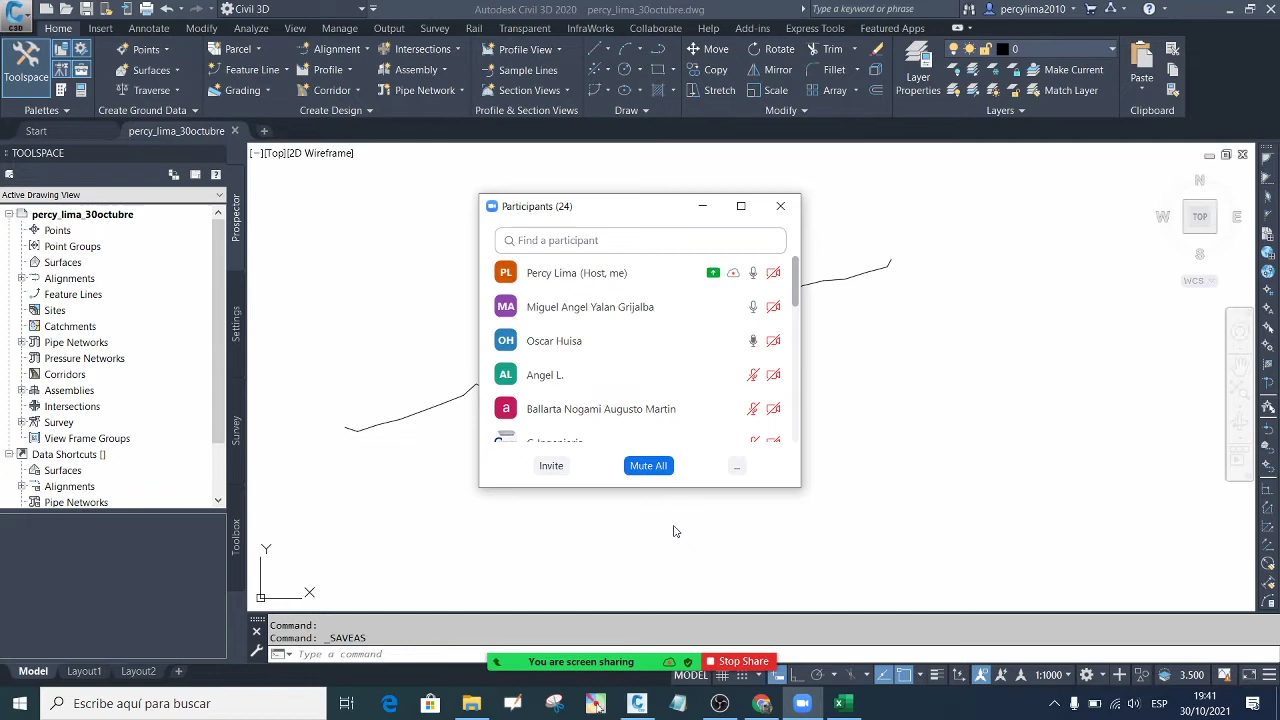 C3D
Civil 3D
Autodesk Civil 3D 2020 percy_lima_30octubre.dwg
Type a keyword or phrase
percylima2010
Home Insert Annotate Modify Analyze View Manage Output Survey Rail Transparent InfraWorks Collaborate Help Add-ins Express Tools Featured Apps
Toolspace
Palettes
Points
Surfaces
Traverse
Create Ground Data
Parcel
Feature Line
Grading
Alignment
Profile
Corridor
Intersections
Assembly
Pipe Network
Create Design
Profile View
Sample Lines
Section Views
Profile & Section Views
Draw
Move
Copy
Stretch
Rotate
Mirror
Scale
Trim
Fillet
Array
Modify
Layer
Properties
0
Make Current
Match Layer
Layers
Paste
Clipboard
Start
percy_lima_30octubre
TOOLSPACE
[−][Top][2D Wireframe]
Active Drawing View
percy_lima_30octubre
Points
Point Groups
Surfaces
Alignments
Feature Lines
Sites
Catchments
Pipe Networks
Pressure Networks
Corridors
Assemblies
Intersections
Survey
View Frame Groups
Data Shortcuts []
Surfaces
Alignments
Pipe Networks
Prospector
Settings
Survey
Toolbox
Participants (24)
Find a participant
PL Percy Lima (Host, me)
MA Miguel Angel Yalan Grijalba
OH Oscar Huisa
AL Angel L.
a Ballarta Nogami Augusto Martin
Invite
Mute All
...
N
W
TOP
E
S
WCS
Y
X
Command:
Command: _SAVEAS
Type a command
You are screen sharing
Stop Share
Model Layout1 Layout2 +
MODEL
1:1000
3.500
Escribe aquí para buscar
ESP
19:41
30/10/2021